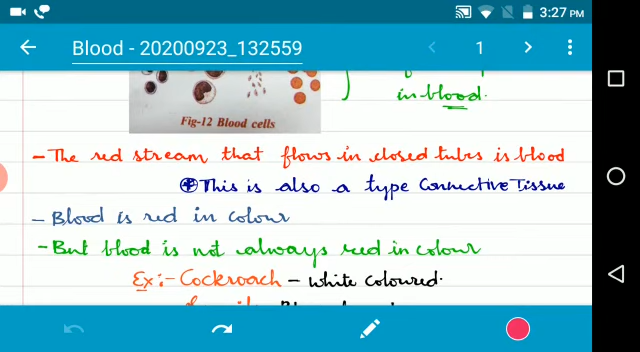 3:27 PM
Blood - 20200923_132559
1
in blood.
Fig-12 Blood cells
- The red stream that flows in closed tubes is blood
This is also a type Connective Tissue
- Blood is red in colour
- But blood is not always red in colour
Ex:- Cockroach - white coloured.